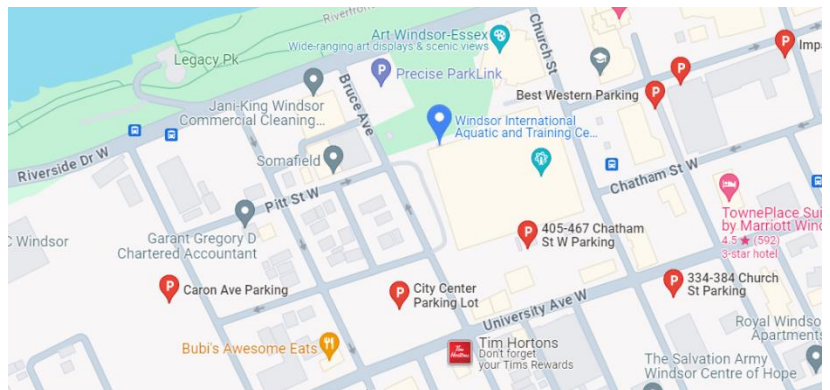 Riverfront
Legacy Pk
Art Windsor-Essex
Wide-ranging art displays & scenic views
Church St
P
Precise ParkLink
Bruce Ave
Jani-King Windsor
Commercial Cleaning...
Best Western Parking
P
P
P
Impa
Windsor International
Aquatic and Training Ce...
Riverside Dr W
Somafield
Pitt St W
Chatham St W
TownePlace Sui
by Marriott Wind
4.5 ★ (592)
3-star hotel
C Windsor
Garant Gregory D
Chartered Accountant
P
405-467 Chatham
St W Parking
P
Caron Ave Parking
P
City Center
Parking Lot
P
334-384 Church
St Parking
University Ave W
Bubi's Awesome Eats
Tim Hortons
Tim Hortons
Don't forget
your Tims Rewards
Royal Windso
Apartments
The Salvation Army
Windsor Centre of Hope